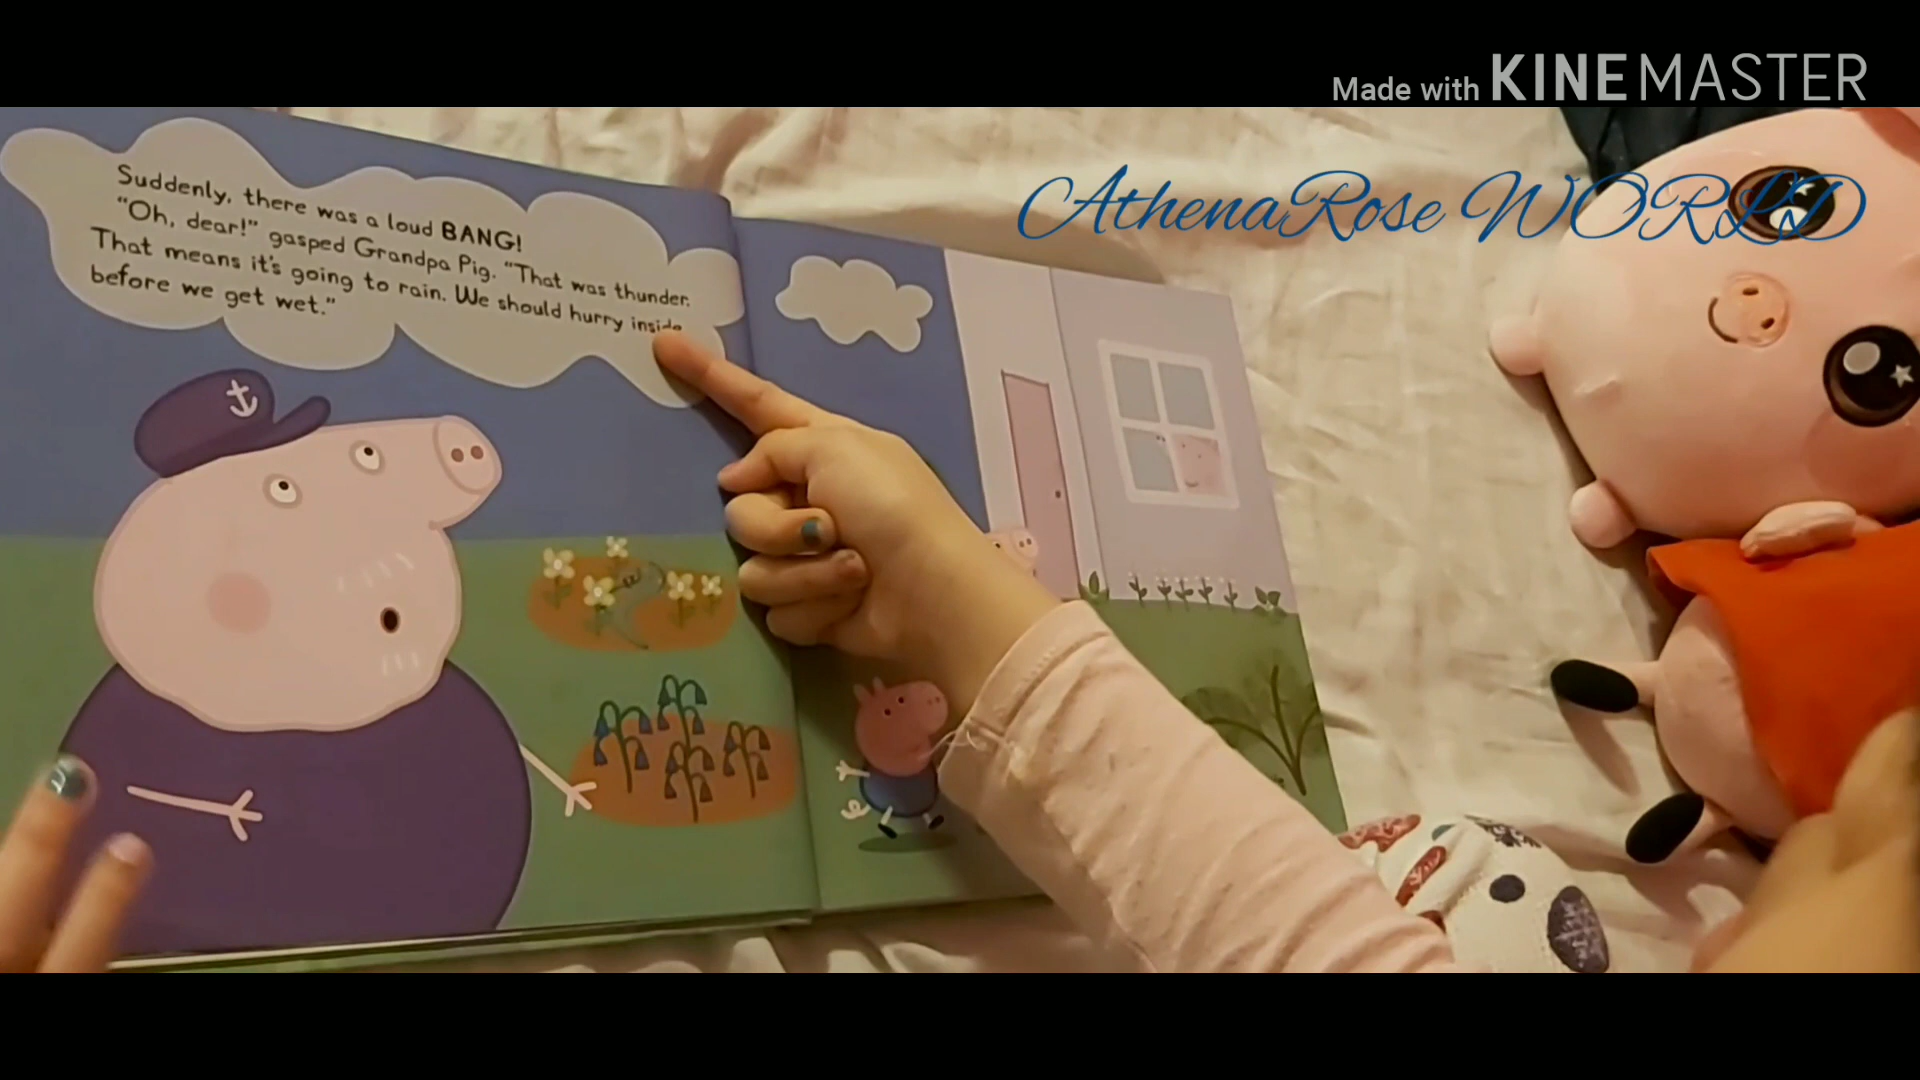 Made with KINEMASTER
AthenaRose WORLD
Suddenly, there was a loud BANG!
"Oh, dear!" gasped Grandpa Pig. "That was thunder.
That means it's going to rain. We should hurry inside
before we get wet."